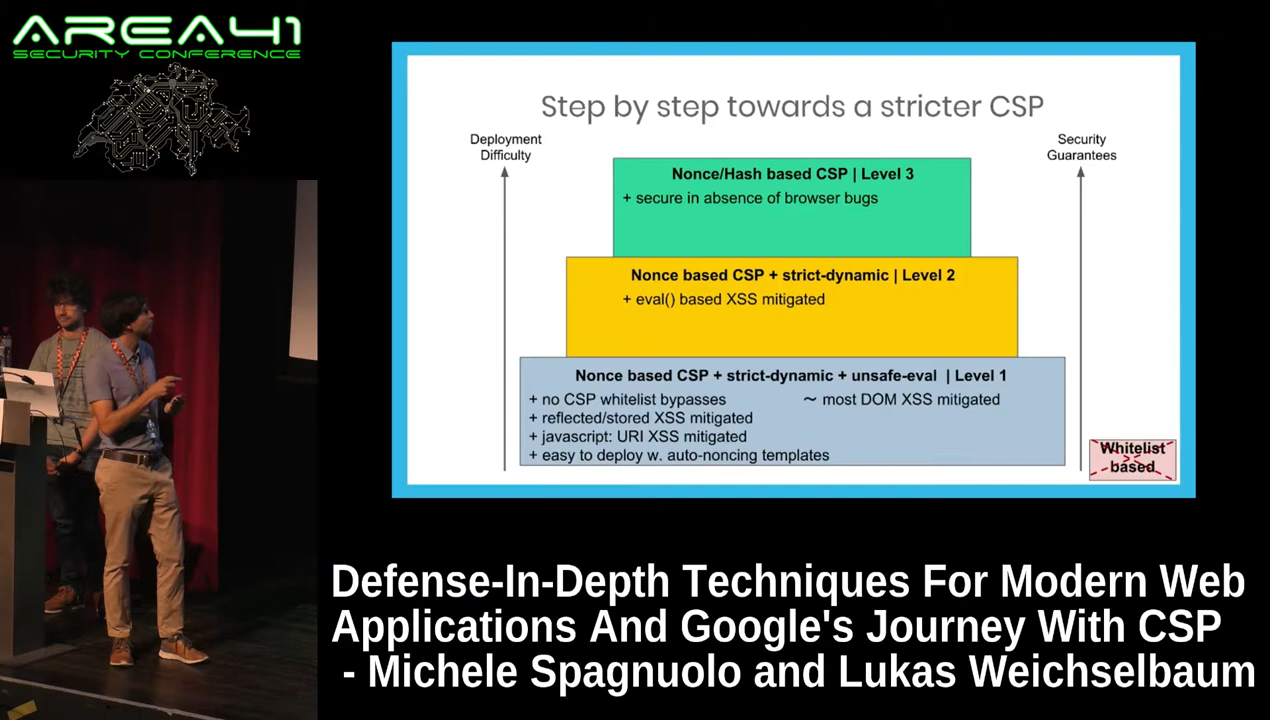 AREA41
SECURITY CONFERENCE
Step by step towards a stricter CSP
Deployment
Difficulty
Security
Guarantees
Nonce/Hash based CSP | Level 3
+ secure in absence of browser bugs
Nonce based CSP + strict-dynamic | Level 2
+ eval() based XSS mitigated
Nonce based CSP + strict-dynamic + unsafe-eval | Level 1
+ no CSP whitelist bypasses
~ most DOM XSS mitigated
+ reflected/stored XSS mitigated
+ javascript: URI XSS mitigated
+ easy to deploy w. auto-noncing templates
Whitelist
based
Defense-In-Depth Techniques For Modern Web
Applications And Google's Journey With CSP
- Michele Spagnuolo and Lukas Weichselbaum